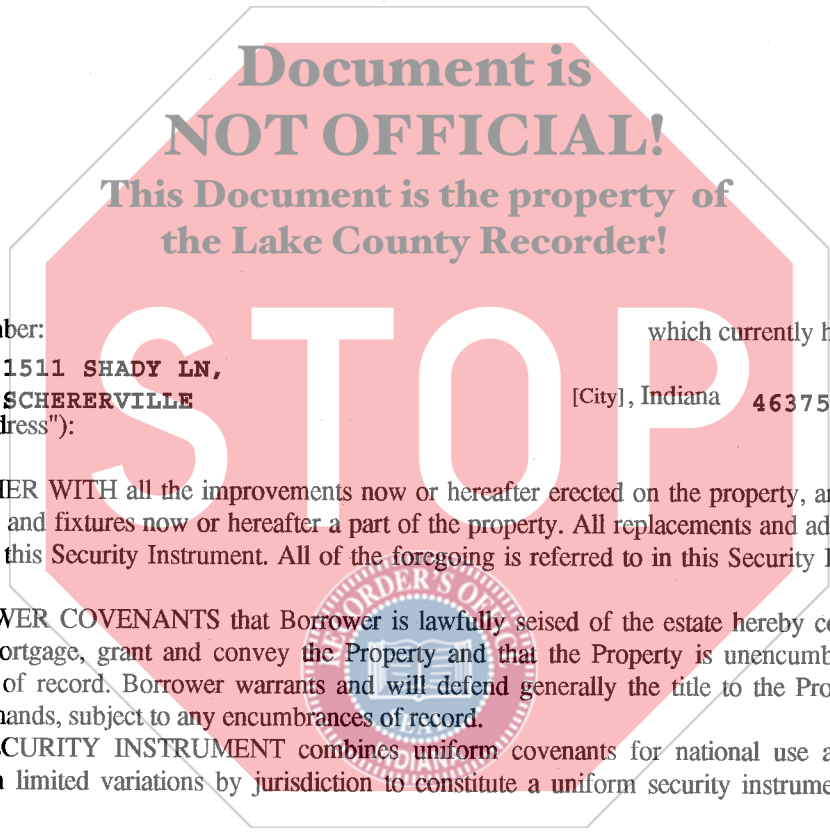 Document is
NOT OFFICIAL!
This Document is the property of
the Lake County Recorder!
STOP
which currently
1511 SHADY LN,
SCHERERVILLE [City], Indiana 46375
dress"):
ER WITH all the improvements now or hereafter erected on the property,
and fixtures now or hereafter a part of the property. All replacements and ad
this Security Instrument. All of the foregoing is referred to in this Security
RECORDER'S OFFICE
WER COVENANTS that Borrower is lawfully seised of the estate hereby
ortgage, grant and convey the Property and that the Property is unencumb
of record. Borrower warrants and will defend generally the title to the Pro
ands, subject to any encumbrances of record.
CURITY INSTRUMENT combines uniform covenants for national use
limited variations by jurisdiction to constitute a uniform security instrume
INDIANA